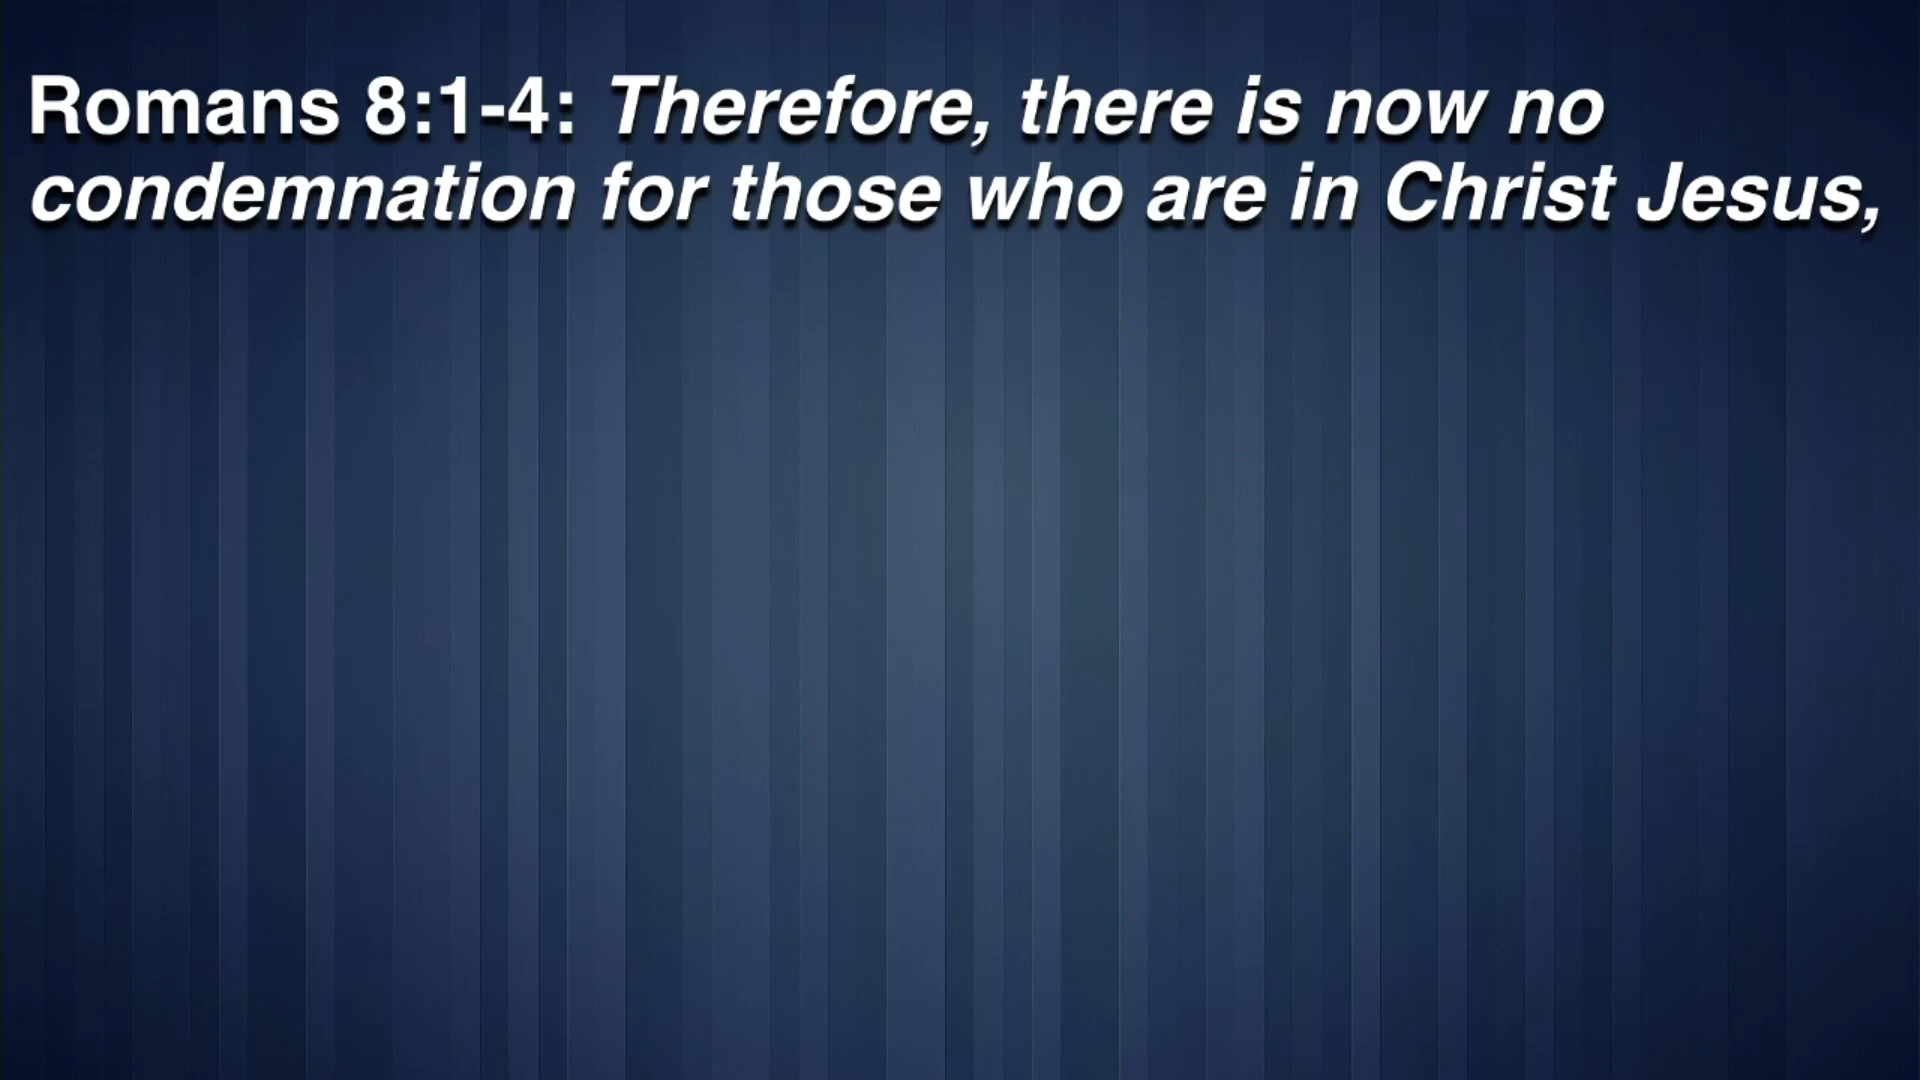 Romans 8:1-4: Therefore, there is now no
condemnation for those who are in Christ Jesus,